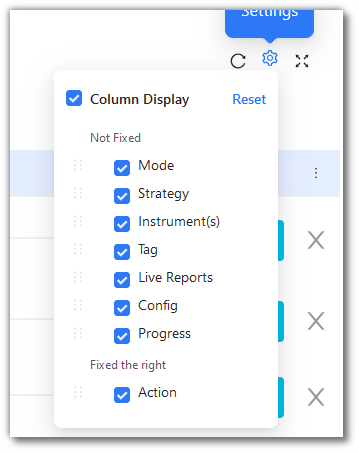 Settings
Column Display Reset
Not Fixed
Mode
Strategy
Instrument(s)
Tag
Live Reports
Config
Progress
Fixed the right
Action